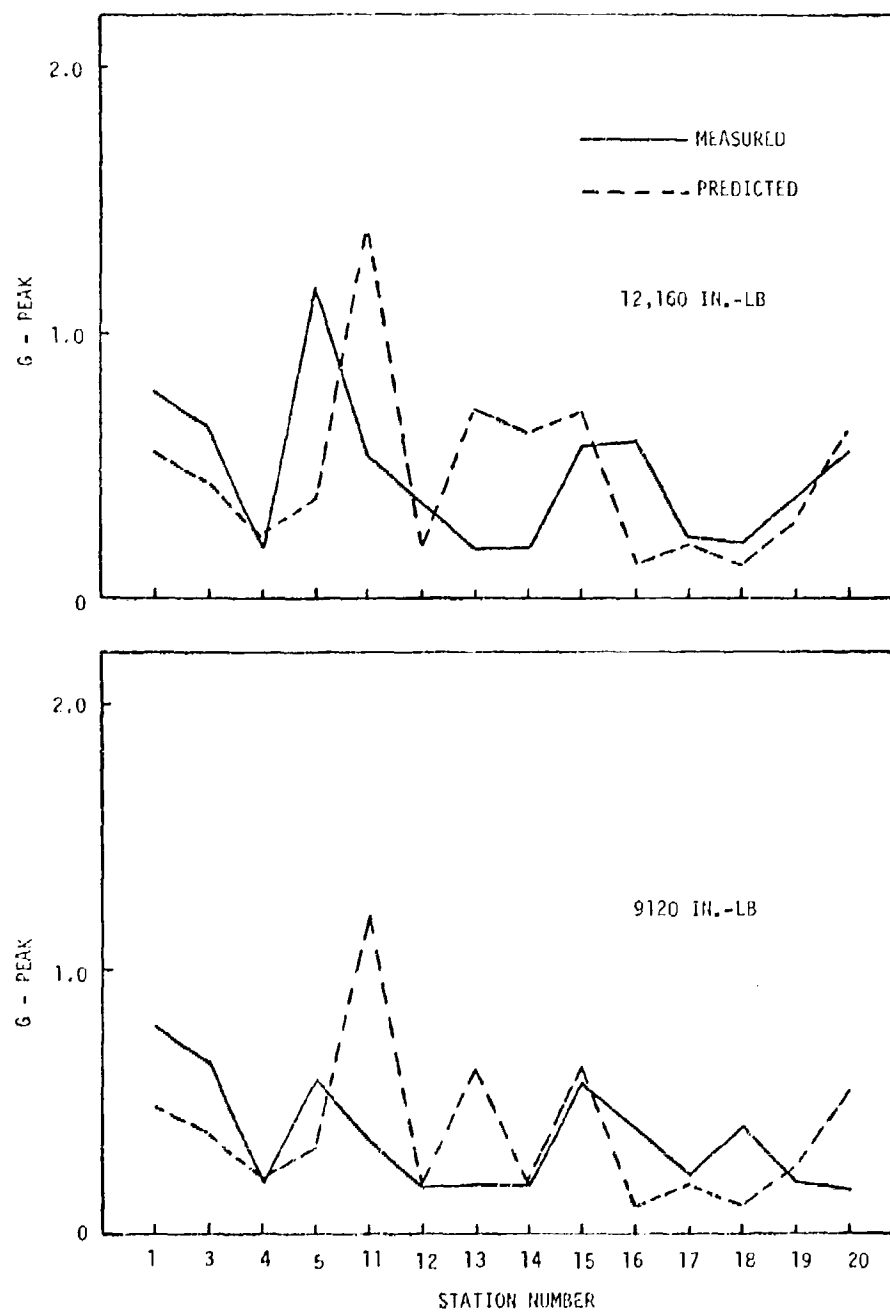 2.0
MEASURED
PREDICTED
12,160 IN.-LB
G - PEAK
1.0
0
2.0
9120 IN.-LB
G - PEAK
1.0
0
1 3 4 5 11 12 13 14 15 16 17 18 19 20
STATION NUMBER